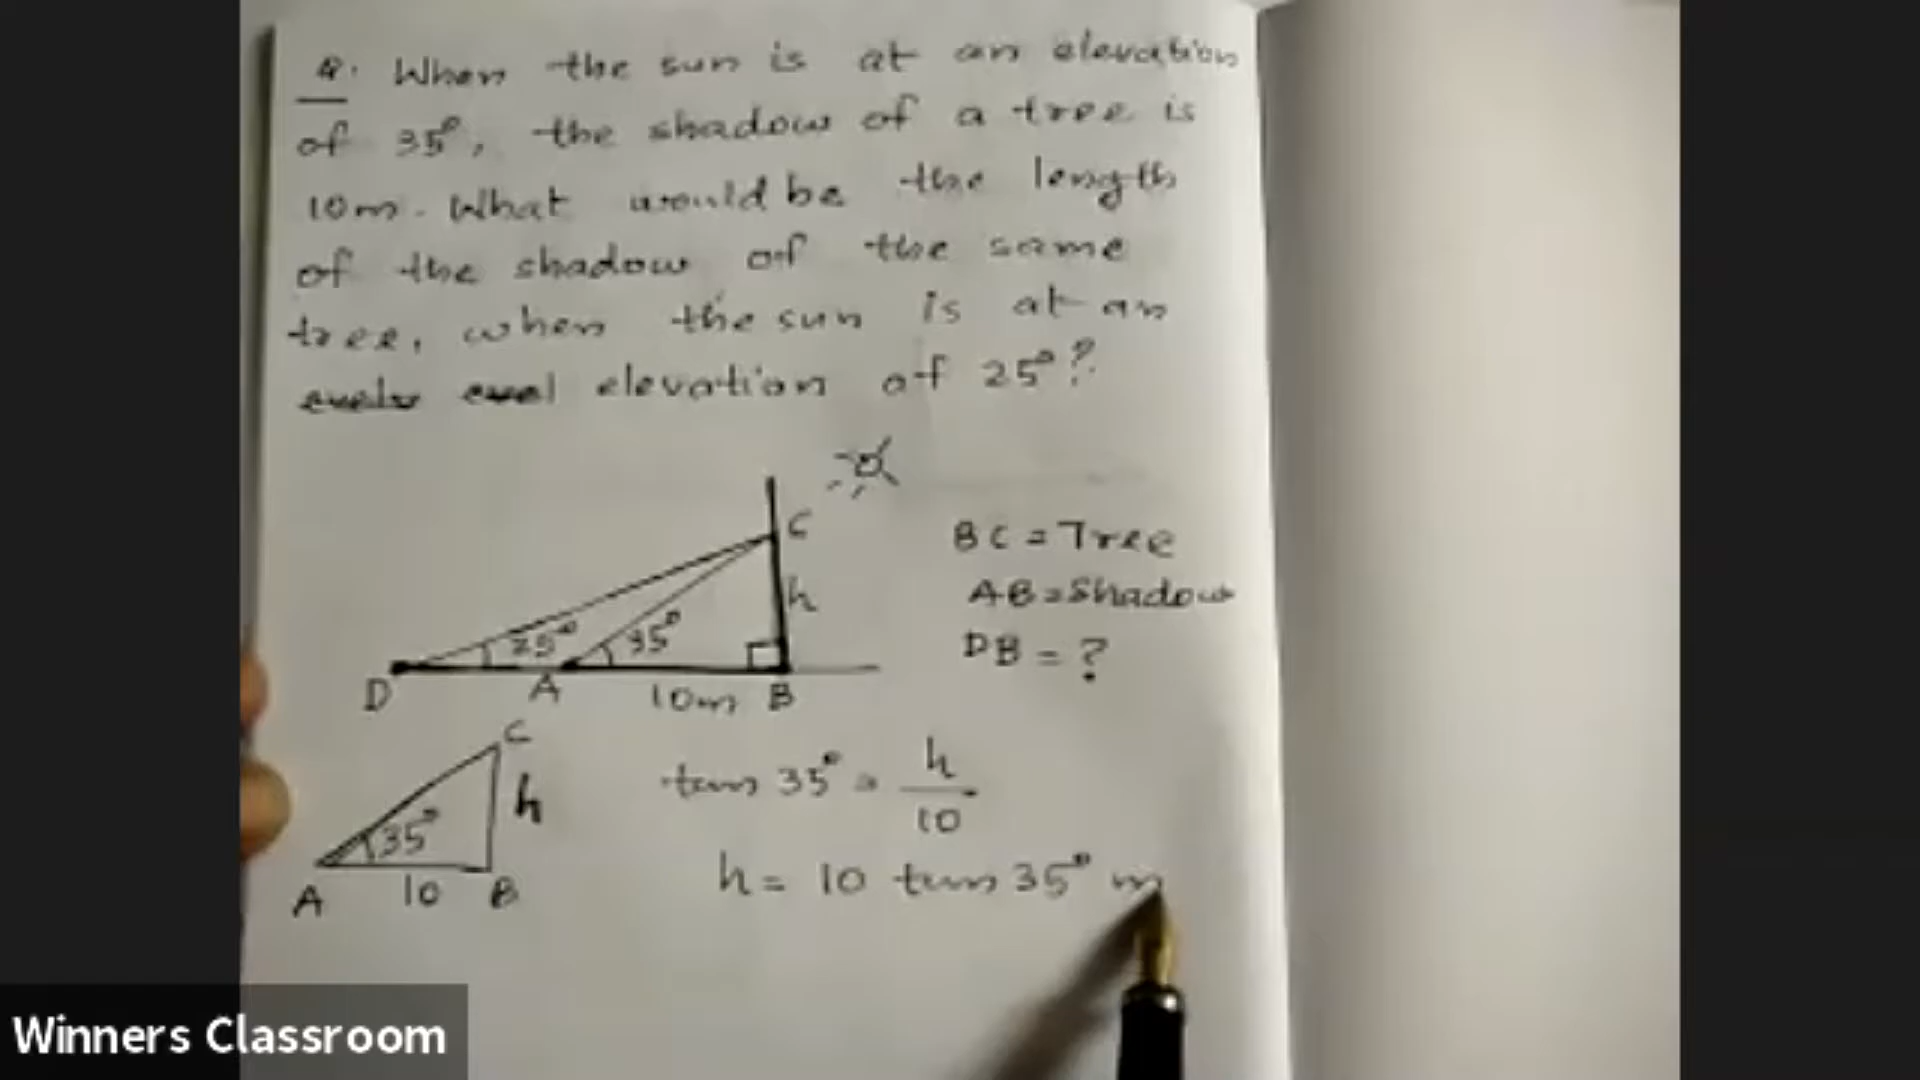 Q. When the sun is at an elevation
of 35°, the shadow of a tree is
10m. What would be the length
of the shadow of the same
tree, when the sun is at an
elevation of 25°?
C
h
25° 35°
D A 10m B
BC = Tree
AB = Shadow
DB = ?
C
h
35°
A 10 B
tan 35° = h/10
h = 10 tan 35° m
Winners Classroom